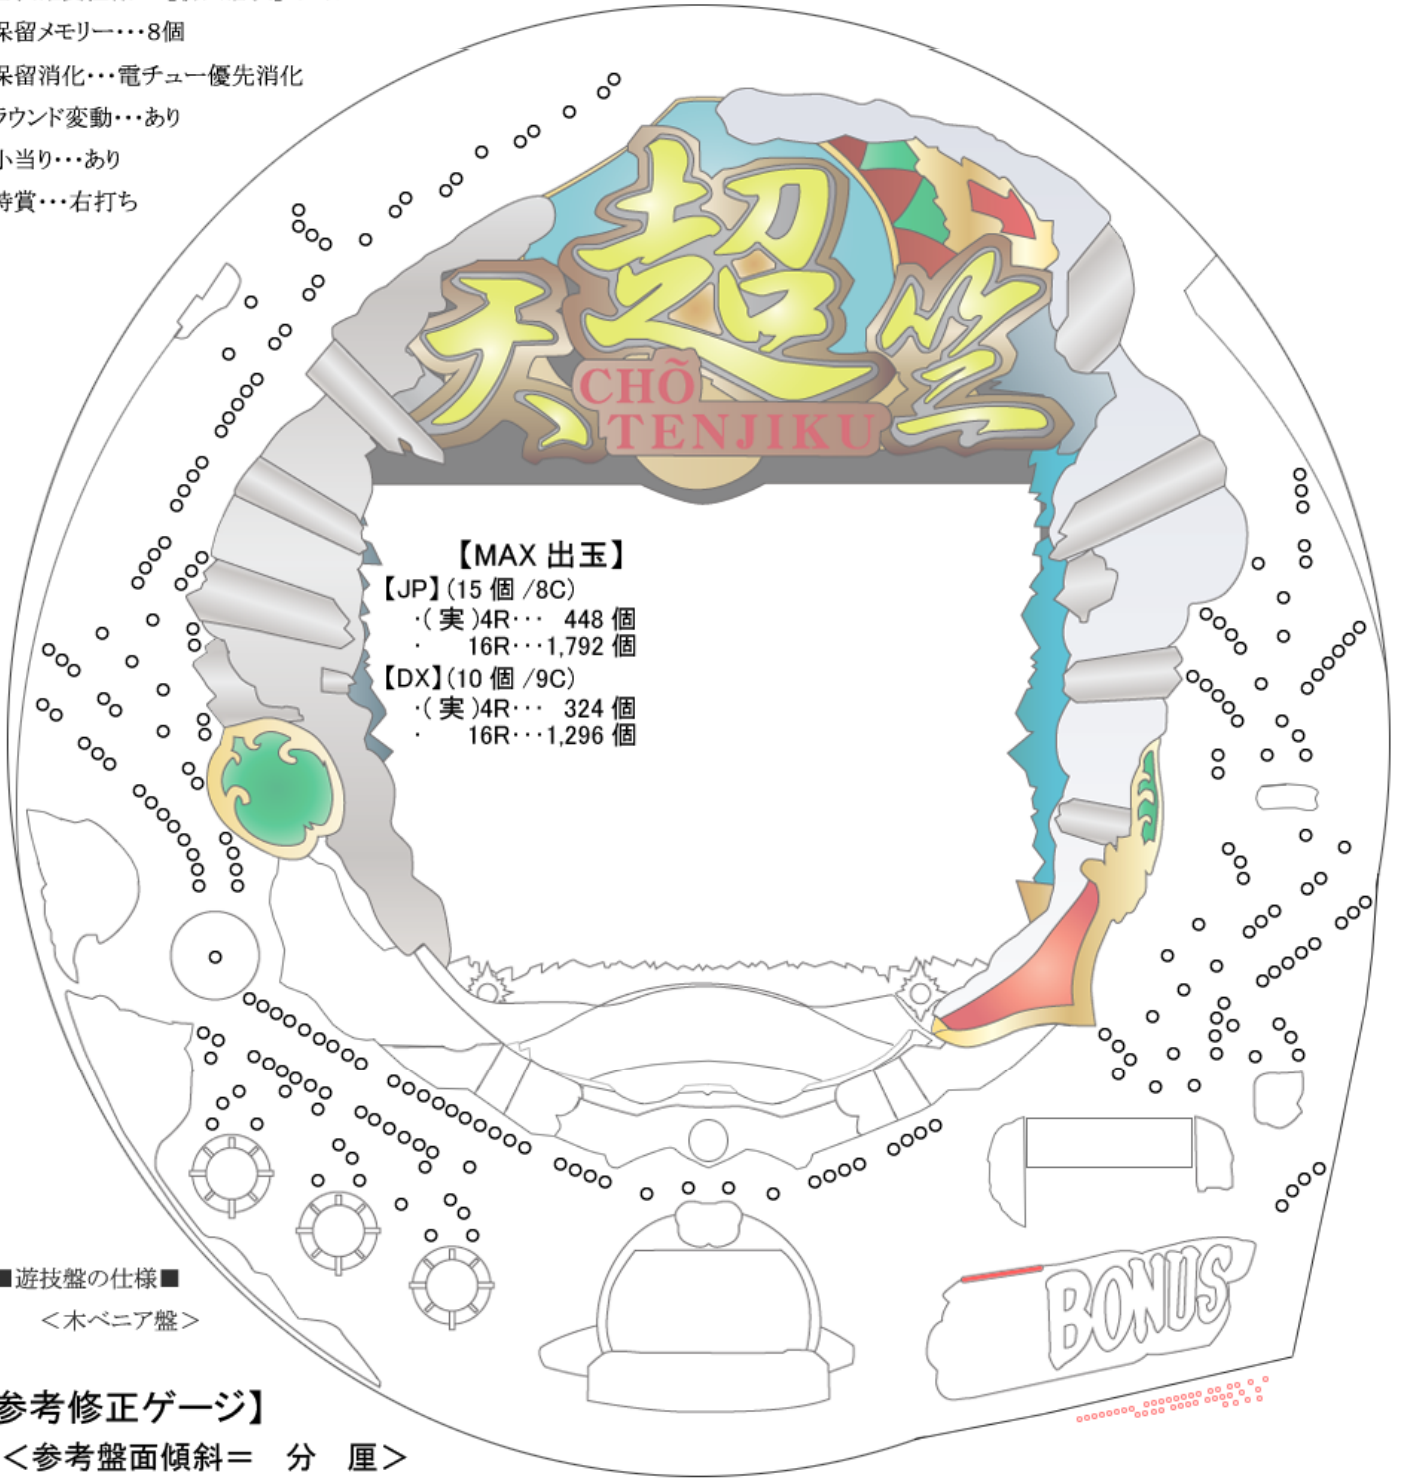 保留メモリー・・・8個
保留消化・・・電チュー優先消化
ラウンド変動・・・あり
小当り・・・あり
特賞・・・右打ち
超
天竺
CHÕ
TENJIKU
【MAX 出玉】
【JP】(15 個 /8C)
・( 実 )4R・・・ 448 個
・ 16R・・・1,792 個
【DX】(10 個 /9C)
・( 実 )4R・・・ 324 個
・ 16R・・・1,296 個
■遊技盤の仕様■
＜木ベニア盤＞
BONUS
参考修正ゲージ】
＜参考盤面傾斜＝ 分 厘＞